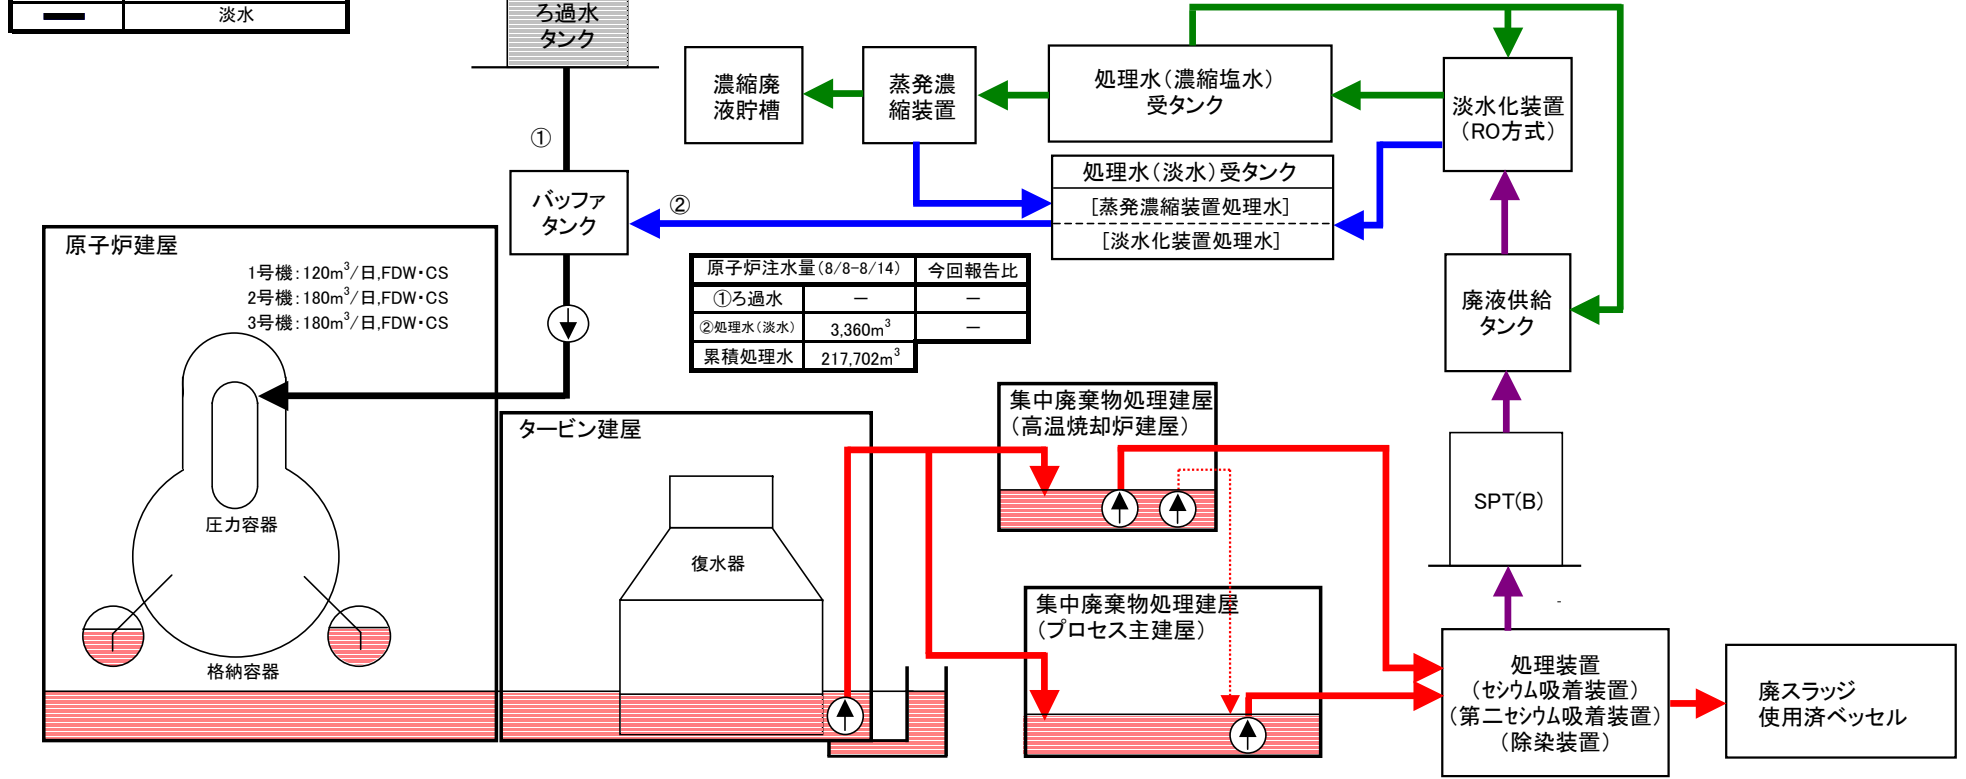 淡水
ろ過水
タンク
①
バッファ
タンク
②
濃縮廃
液貯槽
蒸発濃
縮装置
処理水(濃縮塩水)
受タンク
淡水化装置
(RO方式)
処理水(淡水)受タンク
[蒸発濃縮装置処理水]
[淡水化装置処理水]
廃液供給
タンク
原子炉建屋
1号機:120m³/日,FDW・CS
2号機:180m³/日,FDW・CS
3号機:180m³/日,FDW・CS
原子炉注水量(8/8-8/14) 今回報告比
①ろ過水 － －
②処理水(淡水) 3,360m³ －
累積処理水 217,702m³
圧力容器
格納容器
タービン建屋
復水器
集中廃棄物処理建屋
(高温焼却炉建屋)
集中廃棄物処理建屋
(プロセス主建屋)
SPT(B)
-
処理装置
(セシウム吸着装置)
(第二セシウム吸着装置)
(除染装置)
廃スラッジ
使用済ベッセル